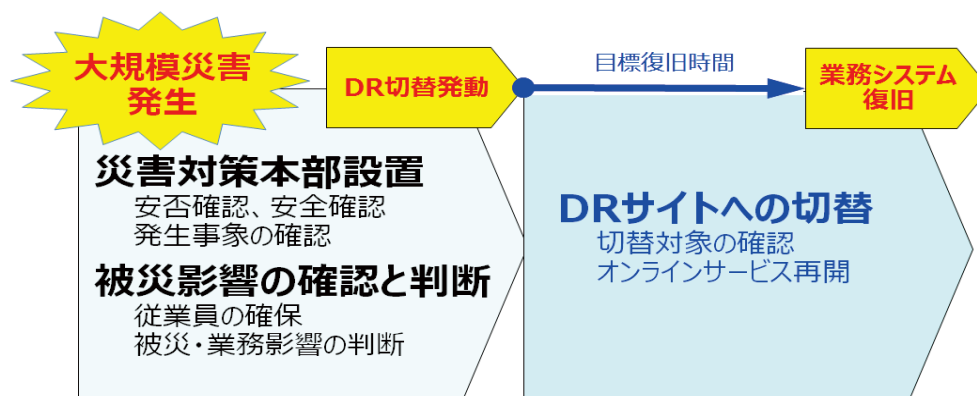 大規模災害
発生
DR切替発動
目標復旧時間
業務システム
復旧
災害対策本部設置
安否確認、安全確認
発生事象の確認
被災影響の確認と判断
従業員の確保
被災・業務影響の判断
DRサイトへの切替
切替対象の確認
オンラインサービス再開